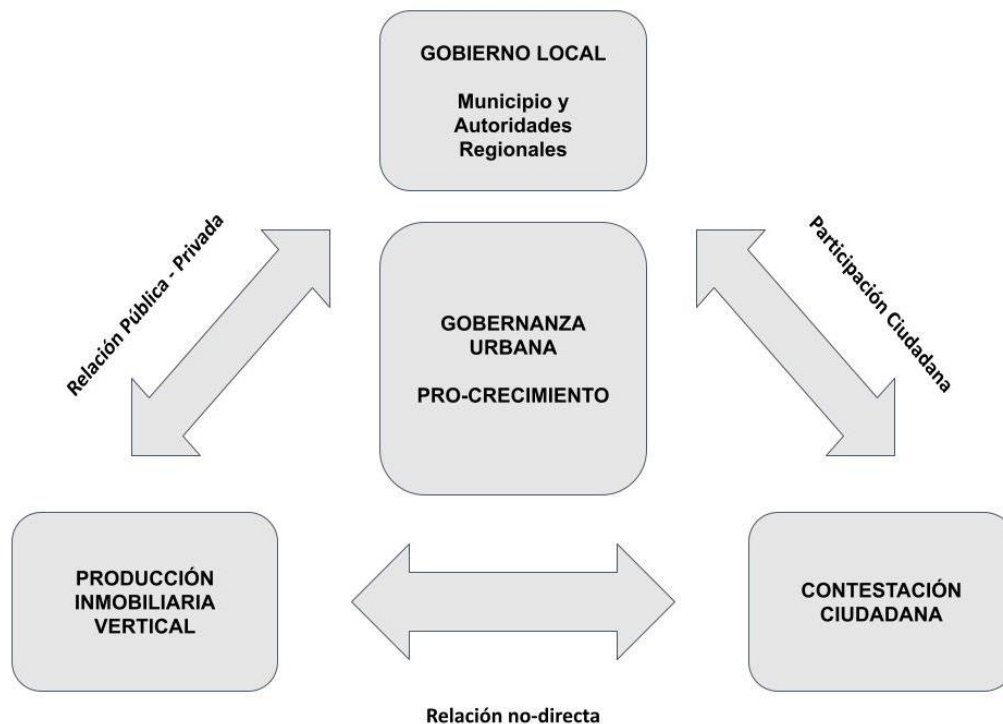 GOBIERNO LOCAL
Municipio y
Autoridades
Regionales
Relación Pública - Privada
Participación Ciudadana
GOBERNANZA
URBANA
PRO-CRECIMIENTO
PRODUCCIÓN
INMOBILIARIA
VERTICAL
CONTESTACIÓN
CIUDADANA
Relación no-directa